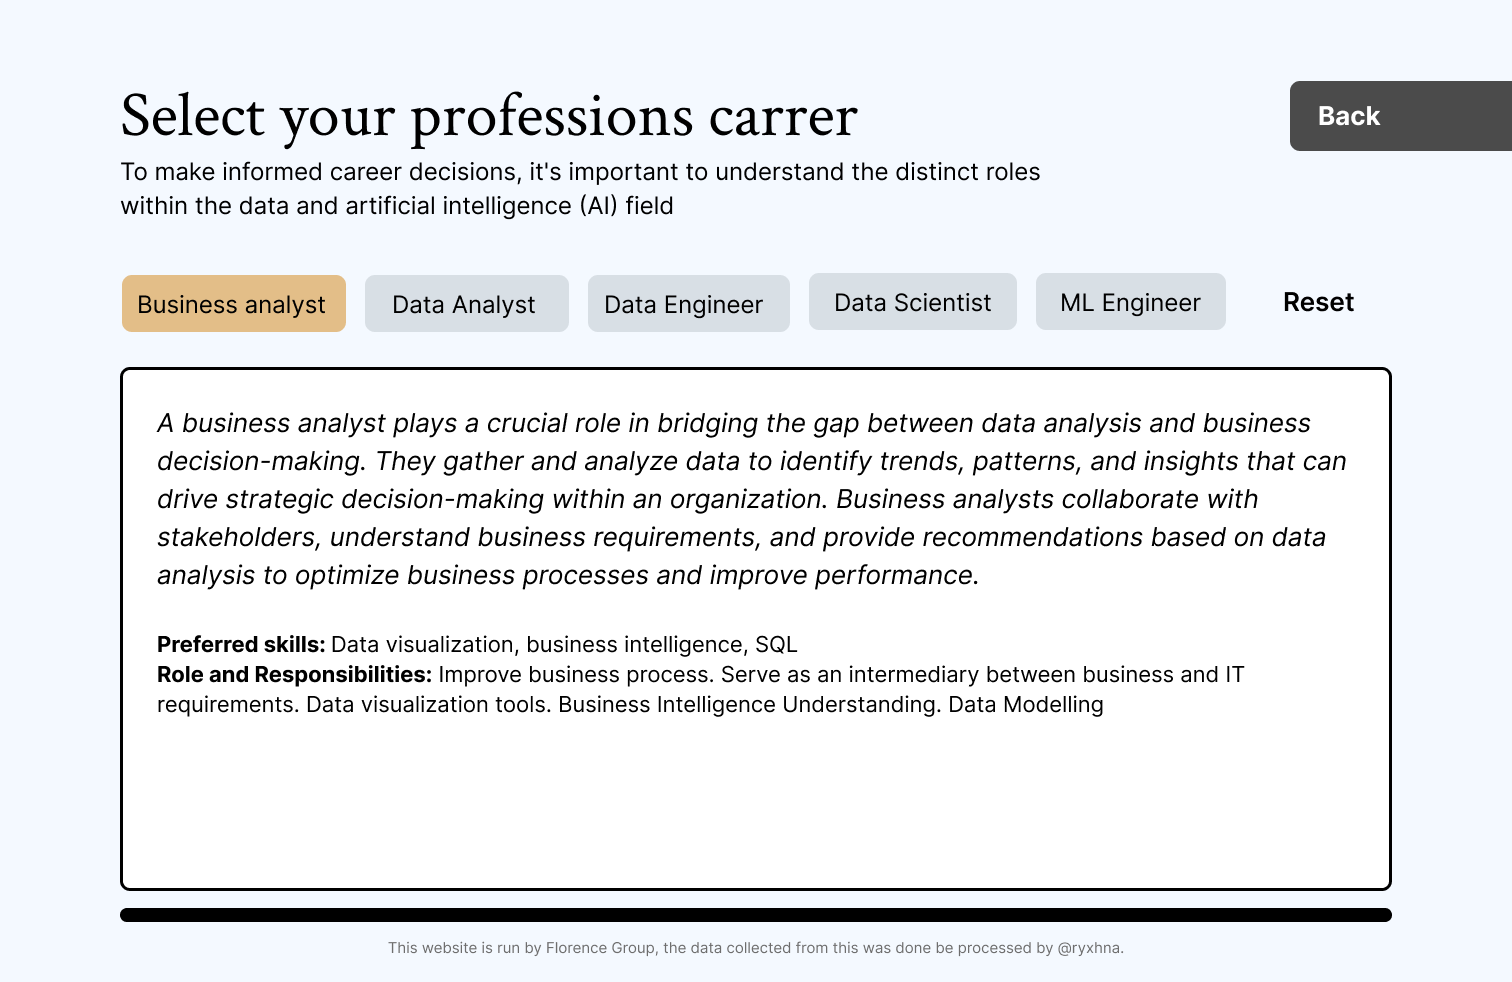 Select your professions carrer
Back
To make informed career decisions, it's important to understand the distinct roles
within the data and artificial intelligence (AI) field
Business analyst
Data Analyst
Data Engineer
Data Scientist
ML Engineer
Reset
A business analyst plays a crucial role in bridging the gap between data analysis and business
decision-making. They gather and analyze data to identify trends, patterns, and insights that can
drive strategic decision-making within an organization. Business analysts collaborate with
stakeholders, understand business requirements, and provide recommendations based on data
analysis to optimize business processes and improve performance.
Preferred skills: Data visualization, business intelligence, SQL
Role and Responsibilities: Improve business process. Serve as an intermediary between business and IT
requirements. Data visualization tools. Business Intelligence Understanding. Data Modelling
This website is run by Florence Group, the data collected from this was done be processed by @ryxhna.